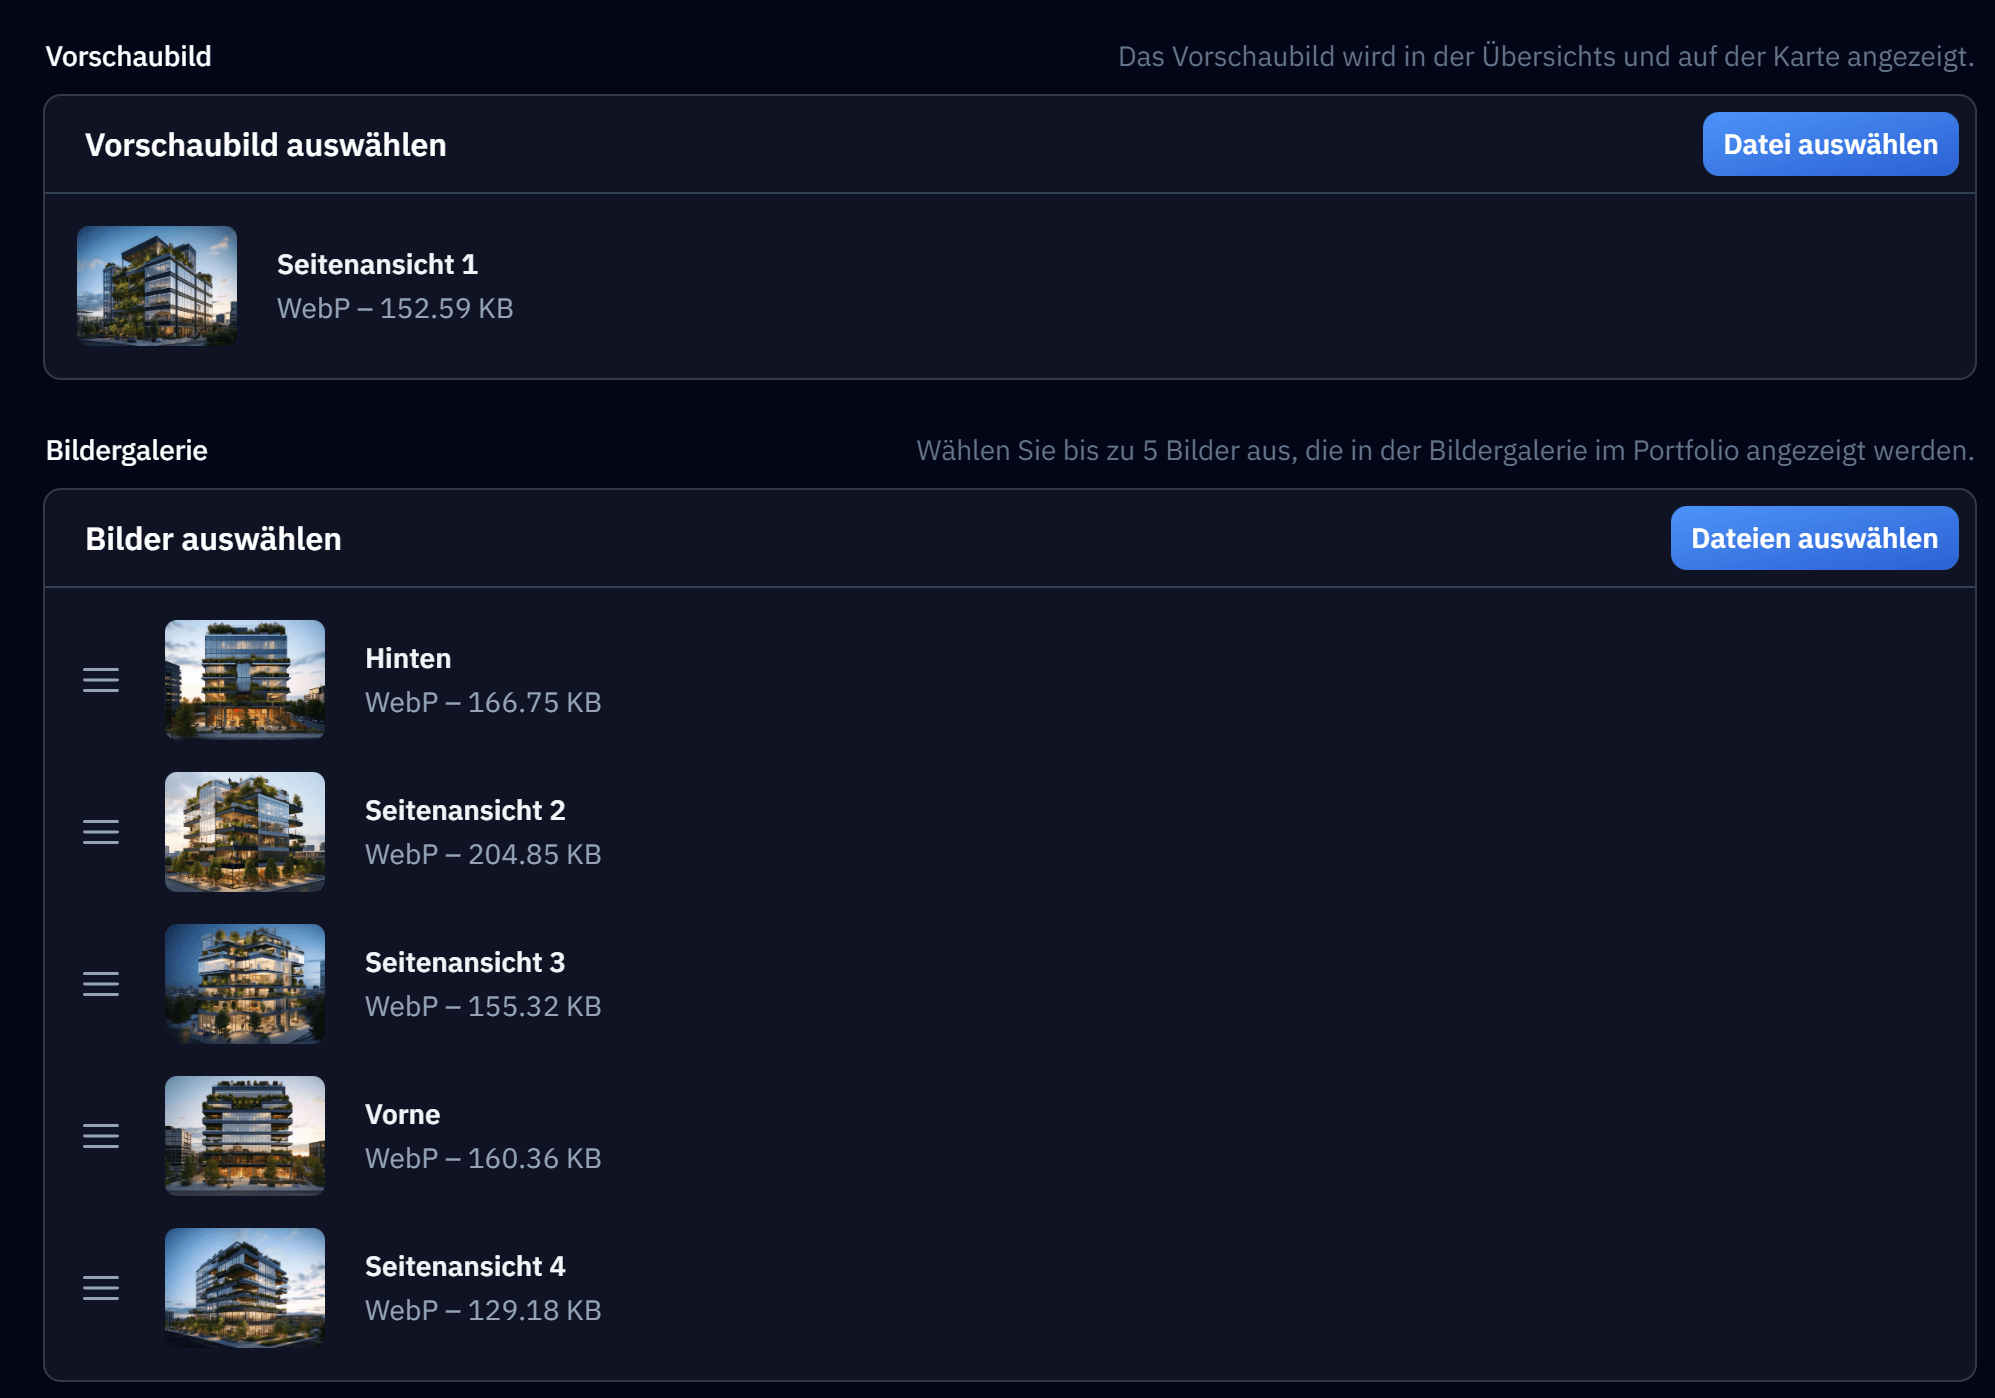 Vorschaubild
Das Vorschaubild wird in der Übersichts und auf der Karte angezeigt.
Vorschaubild auswählen
Datei auswählen
Seitenansicht 1
WebP – 152.59 KB
Bildergalerie
Wählen Sie bis zu 5 Bilder aus, die in der Bildergalerie im Portfolio angezeigt werden.
Bilder auswählen
Dateien auswählen
Hinten
WebP – 166.75 KB
Seitenansicht 2
WebP – 204.85 KB
Seitenansicht 3
WebP – 155.32 KB
Vorne
WebP – 160.36 KB
Seitenansicht 4
WebP – 129.18 KB